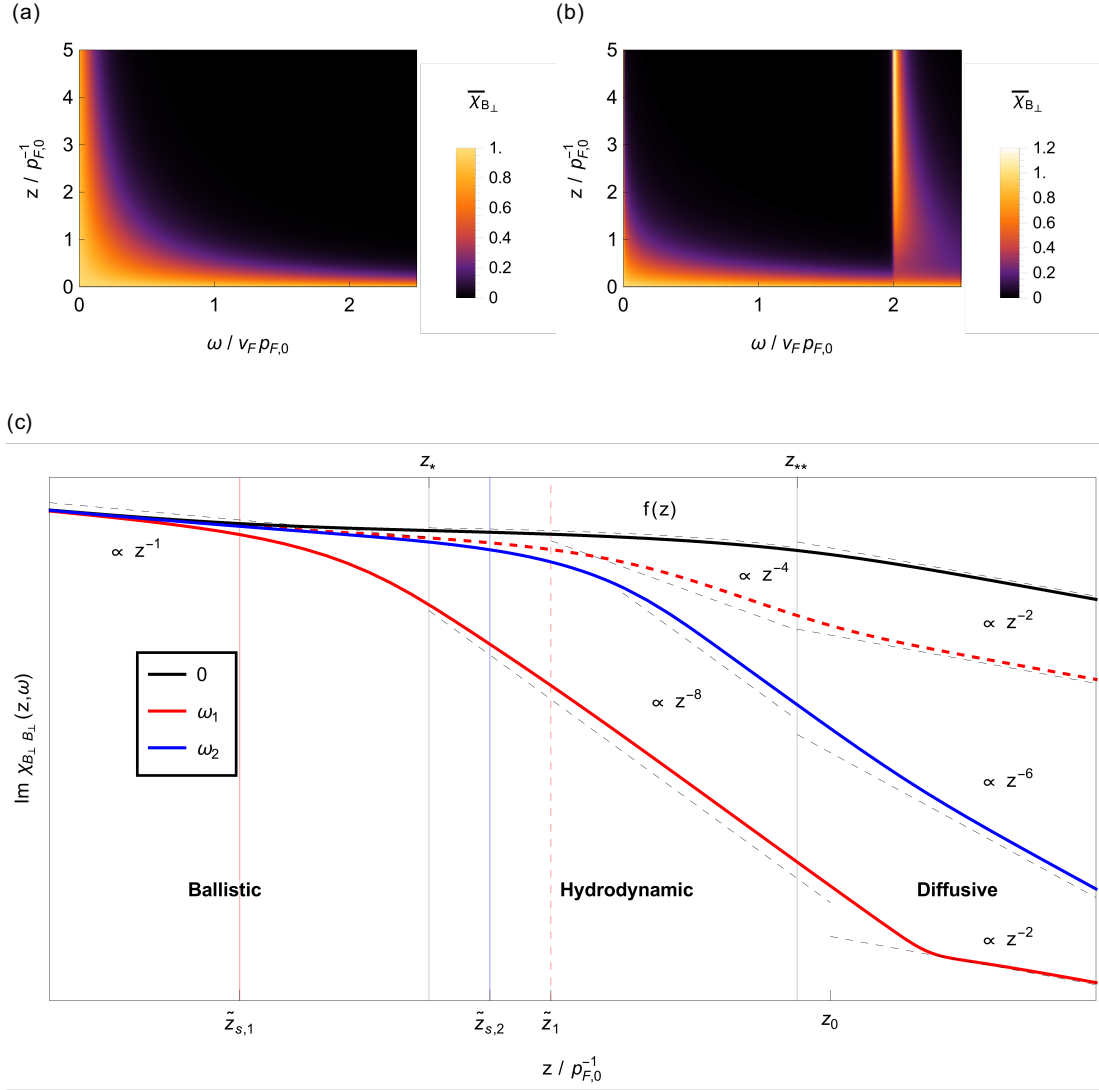 (a)
5
4
3
2
1
0
0 1 2
z / p_{F,0}^{-1}
ω / v_F p_{F,0}
χ̅_{B⊥}
1.
0.8
0.6
0.4
0.2
0
(b)
5
4
3
2
1
0
0 1 2
z / p_{F,0}^{-1}
ω / v_F p_{F,0}
χ̅_{B⊥}
1.2
1.
0.8
0.6
0.4
0.2
0
(c)
z_* z_{**}
f(z)
∝ z^{-1}
∝ z^{-4}
∝ z^{-2}
0
ω_1
ω_2
∝ z^{-8}
∝ z^{-6}
Ballistic Hydrodynamic Diffusive
∝ z^{-2}
Im χ_{B⊥ B⊥} (z,ω)
z̃_{s,1} z̃_{s,2} z̃_1 z_0
z / p_{F,0}^{-1}